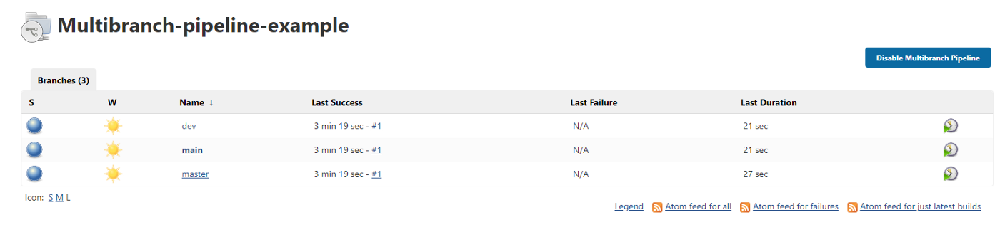 Multibranch-pipeline-example
Disable Multibranch Pipeline
Branches (3)
S W Name ↓ Last Success Last Failure Last Duration
dev 3 min 19 sec - #1 N/A 21 sec
main 3 min 19 sec - #1 N/A 21 sec
master 3 min 19 sec - #1 N/A 27 sec
Icon: S M L
Legend Atom feed for all Atom feed for failures Atom feed for just latest builds